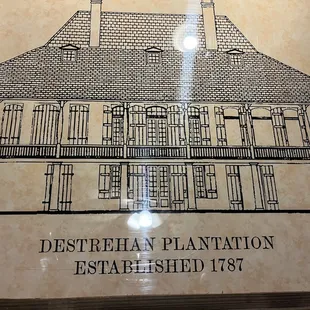 DESTREHAN PLANTATION
ESTABLISHED 1787